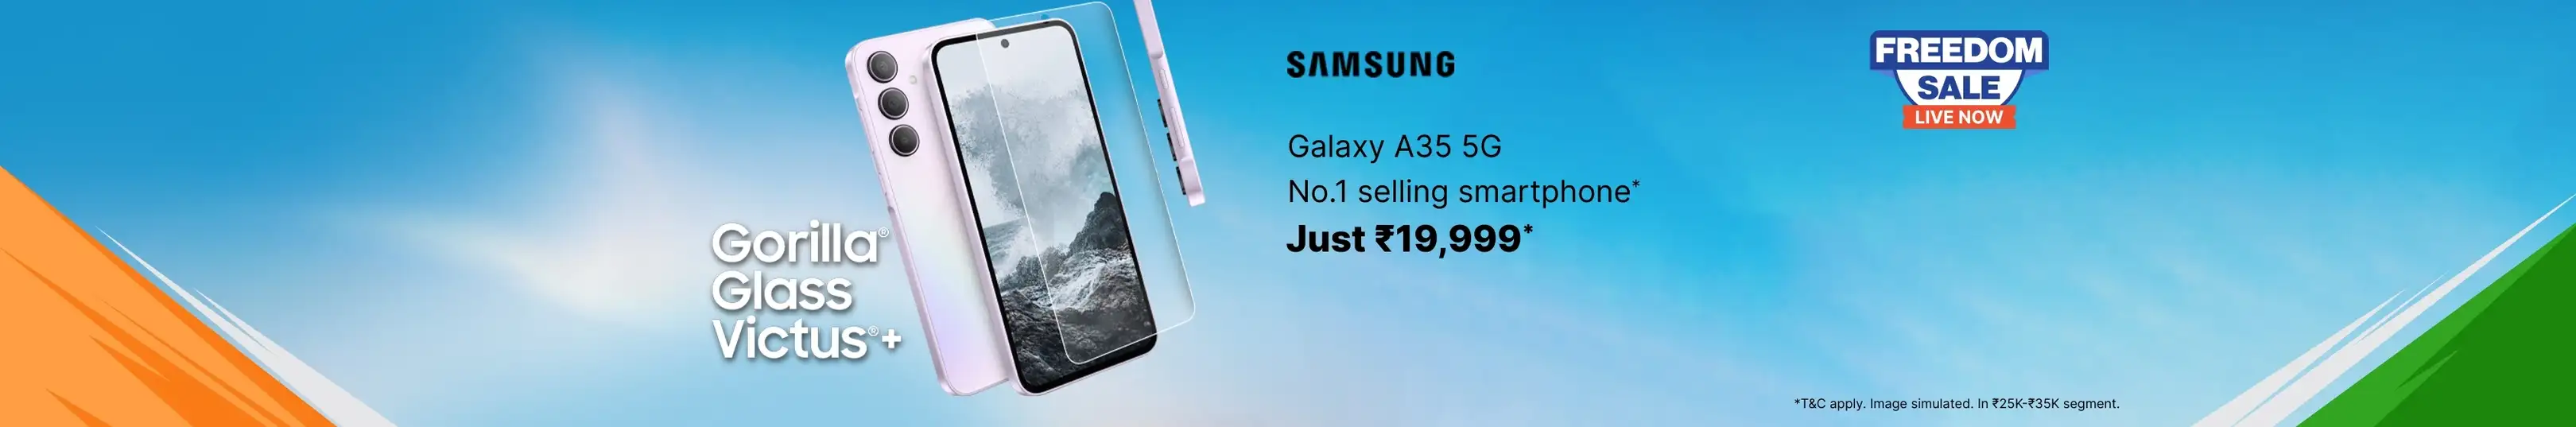 Gorilla®
Glass
Victus®+
SAMSUNG
Galaxy A35 5G
No.1 selling smartphone*
Just ₹19,999*
FREEDOM
SALE
LIVE NOW
*T&C apply. Image simulated. In ₹25K-₹35K segment.